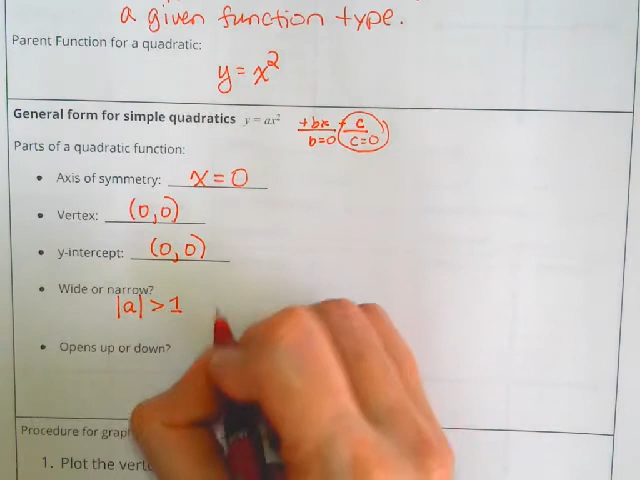 a given function type.
Parent Function for a quadratic:
y = x²
General form for simple quadratics y = ax² + bx + c
b=0 c=0
Parts of a quadratic function:
• Axis of symmetry: x = 0
• Vertex: (0,0)
• y-intercept: (0,0)
• Wide or narrow?
|a| > 1
• Opens up or down?
Procedure for graph
1. Plot the verte